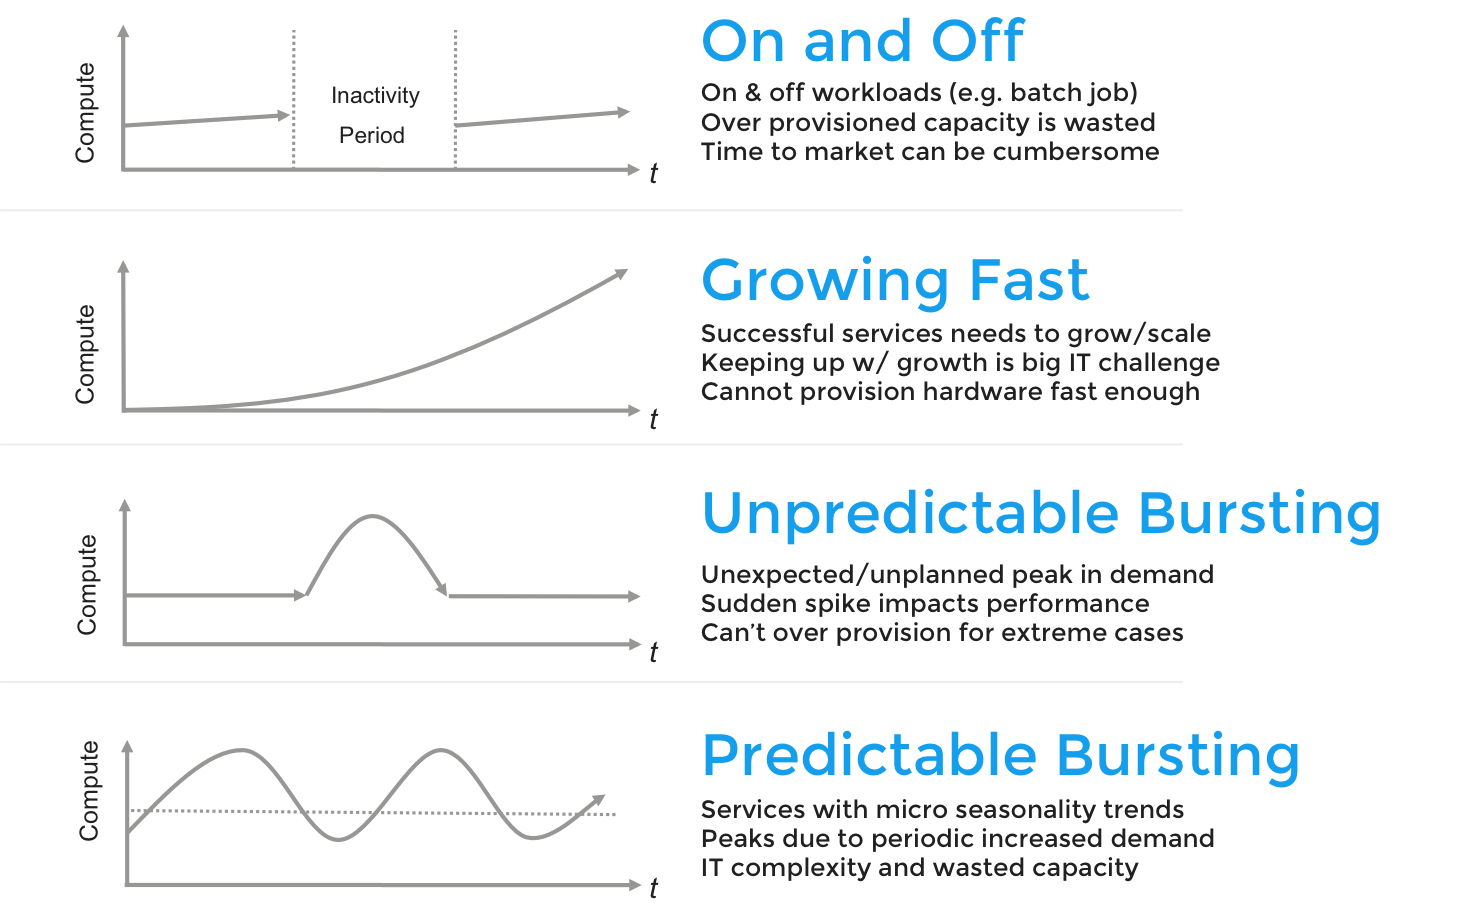 On and Off
On & off workloads (e.g. batch job)
Over provisioned capacity is wasted
Time to market can be cumbersome
Compute
Inactivity
Period
t
Growing Fast
Successful services needs to grow/scale
Keeping up w/ growth is big IT challenge
Cannot provision hardware fast enough
Compute
t
Unpredictable Bursting
Unexpected/unplanned peak in demand
Sudden spike impacts performance
Can’t over provision for extreme cases
Compute
t
Predictable Bursting
Services with micro seasonality trends
Peaks due to periodic increased demand
IT complexity and wasted capacity
Compute
t